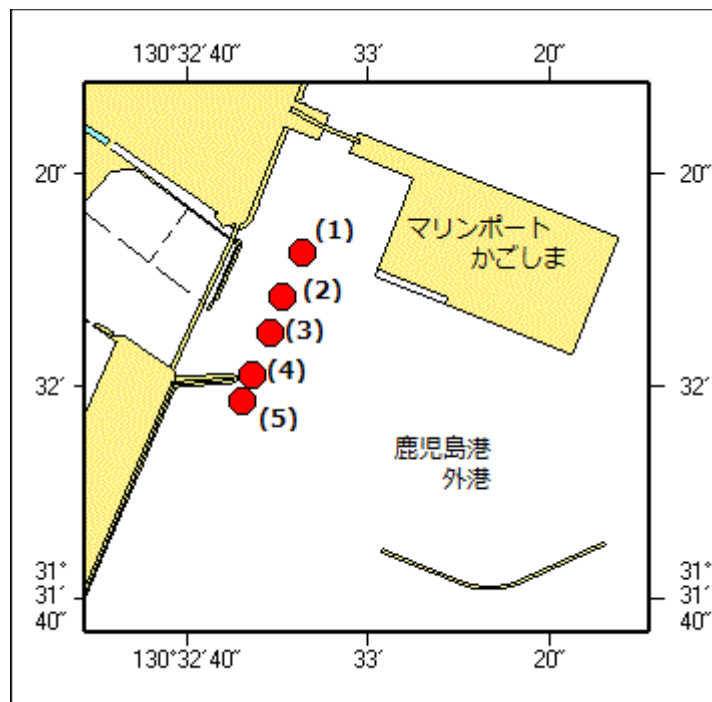 130°32′40″ 33′ 20″
20″ 20″
(1)
マリンポート
かごしま
(2)
(3)
(4)
32′ 32′
(5)
鹿児島港
外港
31° 31°
31′ 31′
40″ 40″
130°32′40″ 33′ 20″